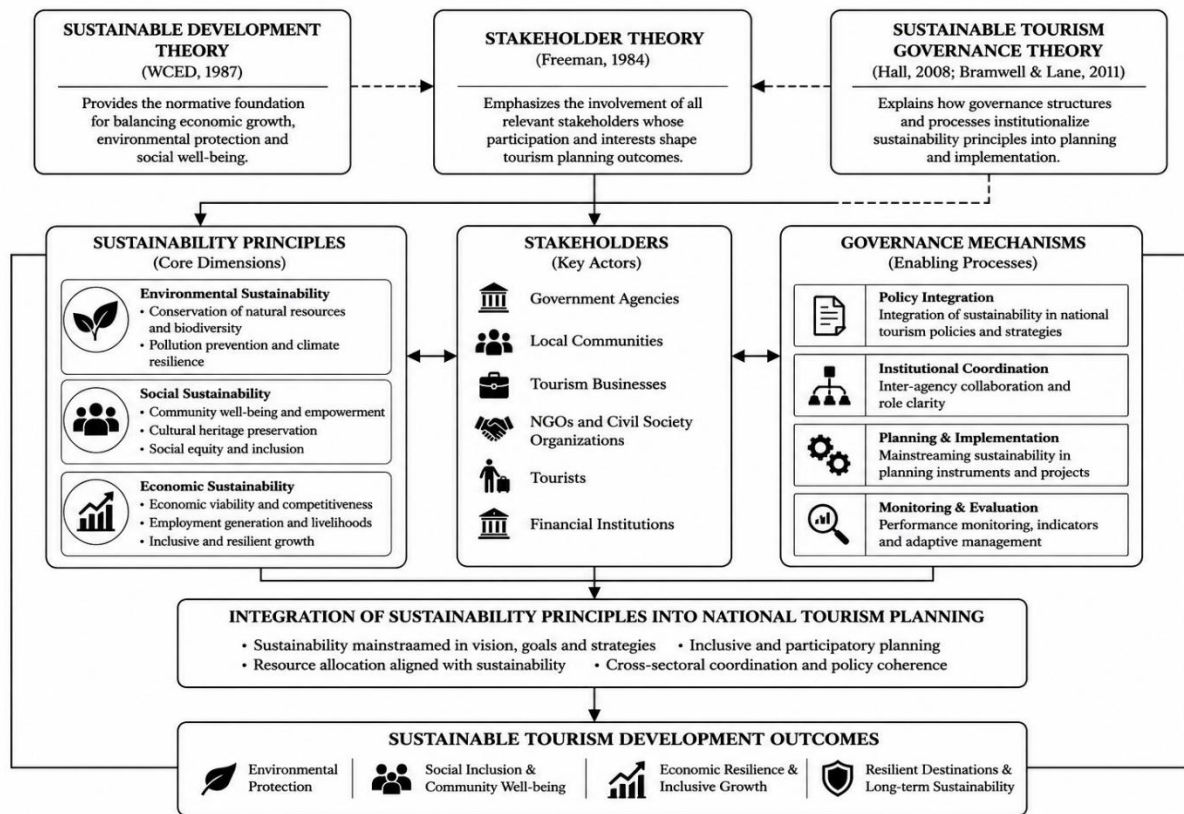 SUSTAINABLE DEVELOPMENT
THEORY
(WCED, 1987)
Provides the normative foundation
for balancing economic growth,
environmental protection and
social well-being.
STAKEHOLDER THEORY
(Freeman, 1984)
Emphasizes the involvement of all
relevant stakeholders whose
participation and interests shape
tourism planning outcomes.
SUSTAINABLE TOURISM
GOVERNANCE THEORY
(Hall, 2008; Bramwell & Lane, 2011)
Explains how governance structures
and processes institutionalize
sustainability principles into planning
and implementation.
SUSTAINABILITY PRINCIPLES
(Core Dimensions)
Environmental Sustainability
• Conservation of natural resources
and biodiversity
• Pollution prevention and climate
resilience
Social Sustainability
• Community well-being and empowerment
• Cultural heritage preservation
• Social equity and inclusion
Economic Sustainability
• Economic viability and competitiveness
• Employment generation and livelihoods
• Inclusive and resilient growth
STAKEHOLDERS
(Key Actors)
Government Agencies
Local Communities
Tourism Businesses
NGOs and Civil Society
Organizations
Tourists
Financial Institutions
GOVERNANCE MECHANISMS
(Enabling Processes)
Policy Integration
Integration of sustainability in national
tourism policies and strategies
Institutional Coordination
Inter-agency collaboration and
role clarity
Planning & Implementation
Mainstreaming sustainability in
planning instruments and projects
Monitoring & Evaluation
Performance monitoring, indicators
and adaptive management
INTEGRATION OF SUSTAINABILITY PRINCIPLES INTO NATIONAL TOURISM PLANNING
• Sustainability mainstraamed in vision, goals and strategies • Inclusive and participatory planning
• Resource allocation aligned with sustainability • Cross-sectoral coordination and policy coherence
SUSTAINABLE TOURISM DEVELOPMENT OUTCOMES
Environmental
Protection
Social Inclusion &
Community Well-being
Economic Resilience &
Inclusive Growth
Resilient Destinations &
Long-term Sustainability